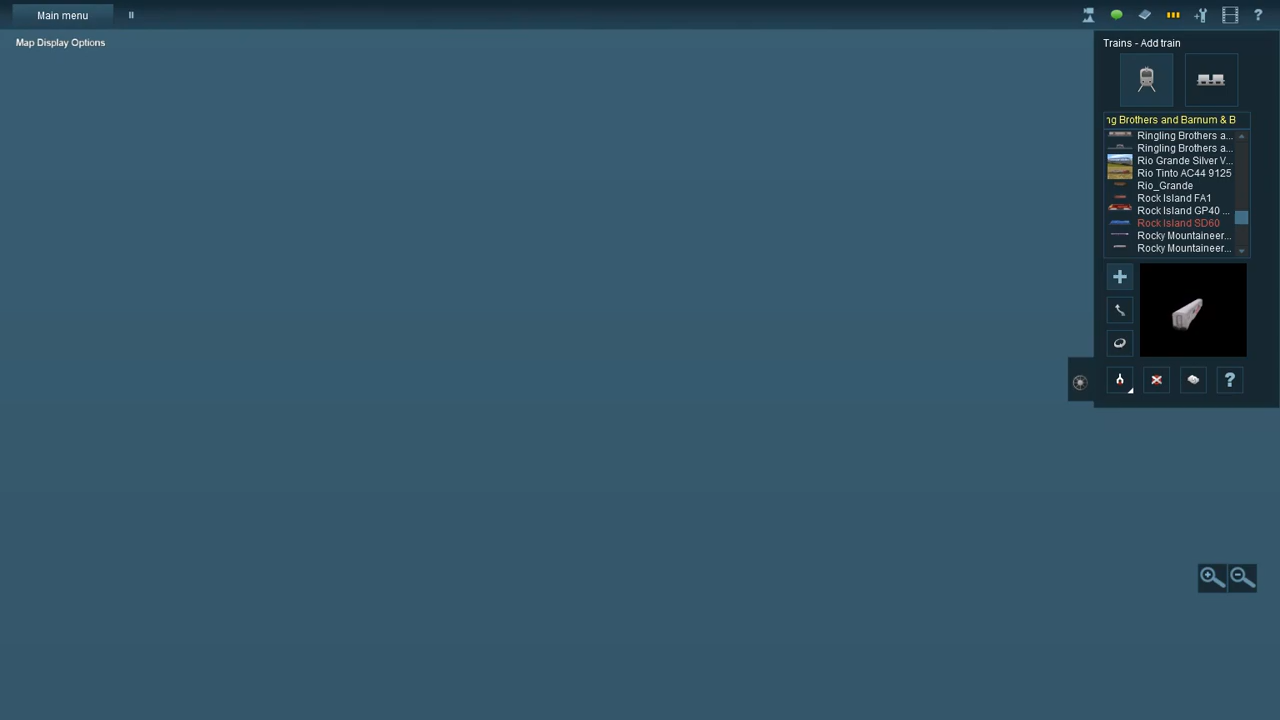 Main menu
Map Display Options
Trains - Add train
ng Brothers and Barnum & B
Ringling Brothers a...
Ringling Brothers a...
Rio Grande Silver V...
Rio Tinto AC44 9125
Rio_Grande
Rock Island FA1
Rock Island GP40 ...
Rock Island SD60
Rocky Mountaineer...
Rocky Mountaineer...